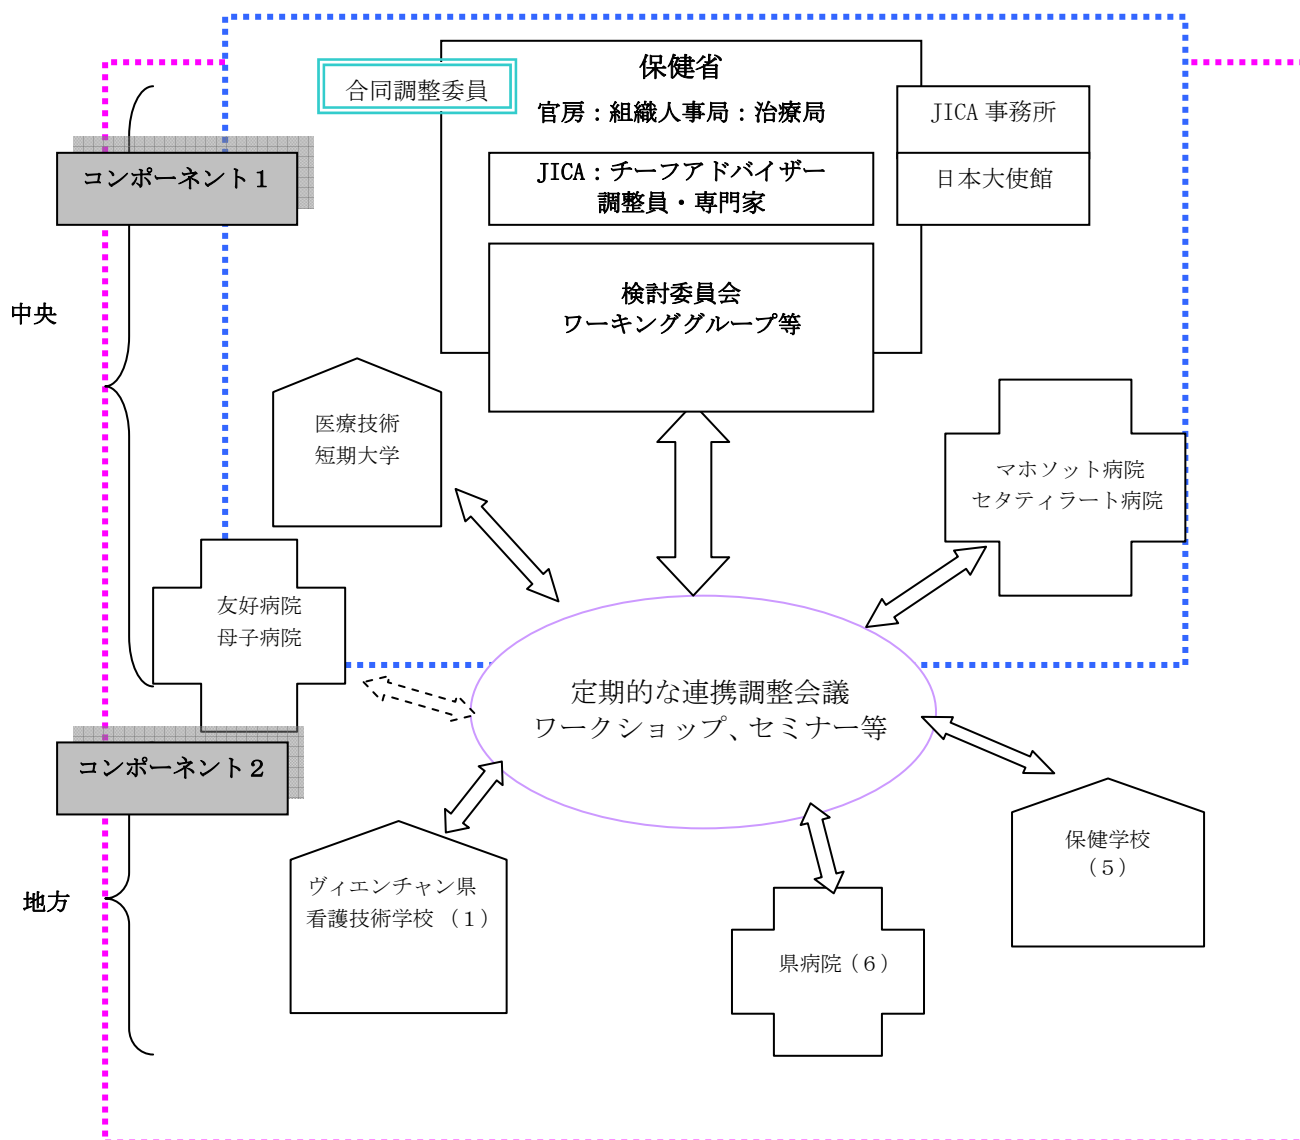 保健省
合同調整委員
官房：組織人事局：治療局
JICA 事務所
コンポーネント１
JICA：チーフアドバイザー
調整員・専門家
日本大使館
中央
検討委員会
ワーキンググループ等
医療技術
短期大学
マホソット病院
セタティラート病院
友好病院
母子病院
定期的な連携調整会議
ワークショップ、セミナー等
コンポーネント２
保健学校
（５）
地方
ヴィエンチャン県
看護技術学校 （１）
県病院（６）